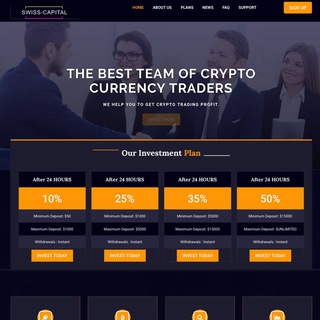 SWISS-CAPITAL
HOME ABOUT US PLANS NEWS FAQ SUPPORT SIGN UP
THE BEST TEAM OF CRYPTO
CURRENCY TRADERS
WE HELP YOU TO GET CRYPTO TRADING PROFIT.
INVEST NOW
Our Investment Plan
After 24 HOURS After 24 HOURS After 24 HOURS After 24 HOURS
10% 25% 35% 50%
Minimum Deposit: $50 Minimum Deposit: $1000 Minimum Deposit: $5000 Minimum Deposit: $15000
Maximum Deposit: $1000 Maximum Deposit: $5000 Maximum Deposit: $15000 Maximum Deposit: $UNLIMITED
Withdrawals : Instant Withdrawals : Instant Withdrawals : Instant Withdrawals : Instant
INVEST TODAY INVEST TODAY INVEST TODAY INVEST TODAY